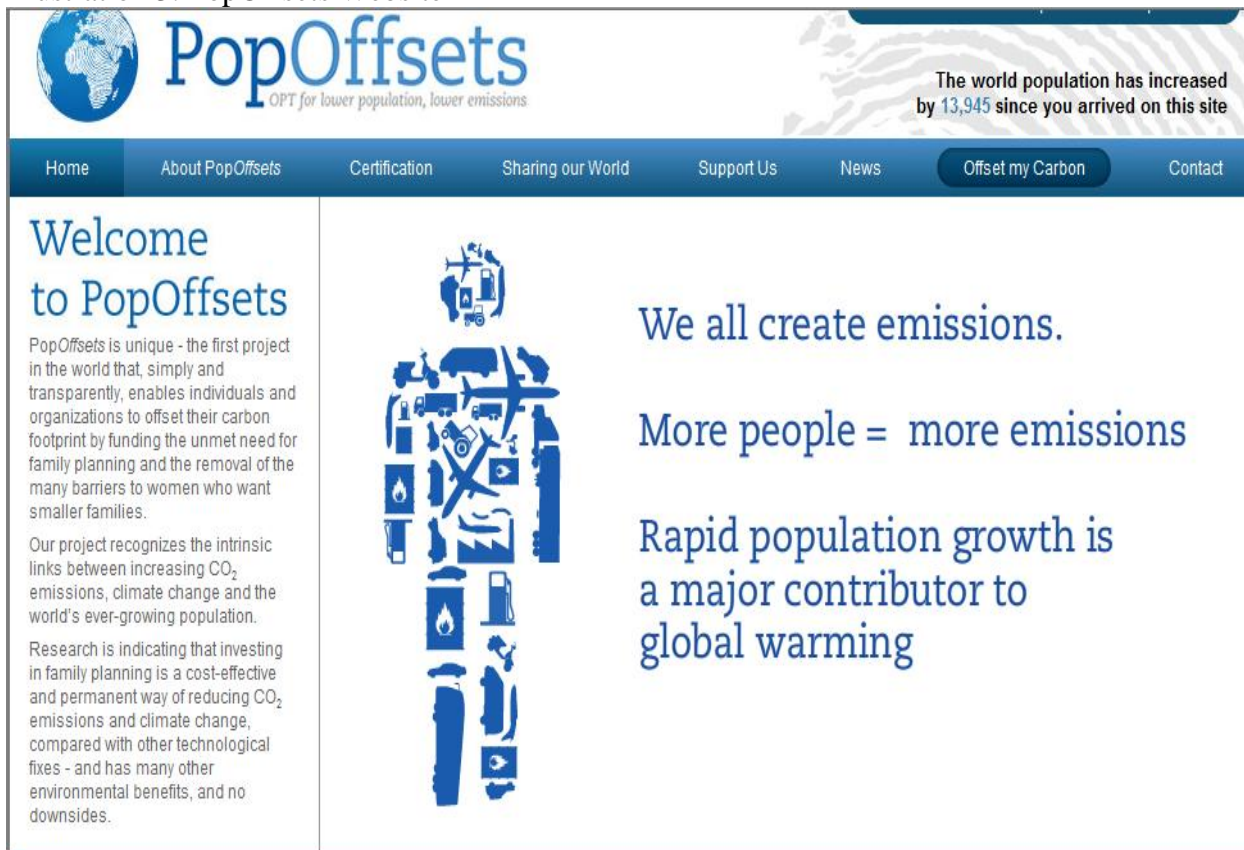 PopOffsets
OPT for lower population, lower emissions
The world population has increased
by 13,945 since you arrived on this site
Home About PopOffsets Certification Sharing our World Support Us News Offset my Carbon Contact
Welcome
to PopOffsets
PopOffsets is unique - the first project
in the world that, simply and
transparently, enables individuals and
organizations to offset their carbon
footprint by funding the unmet need for
family planning and the removal of the
many barriers to women who want
smaller families.
Our project recognizes the intrinsic
links between increasing CO₂
emissions, climate change and the
world's ever-growing population.
Research is indicating that investing
in family planning is a cost-effective
and permanent way of reducing CO₂
emissions and climate change,
compared with other technological
fixes - and has many other
environmental benefits, and no
downsides.
We all create emissions.
More people = more emissions
Rapid population growth is
a major contributor to
global warming